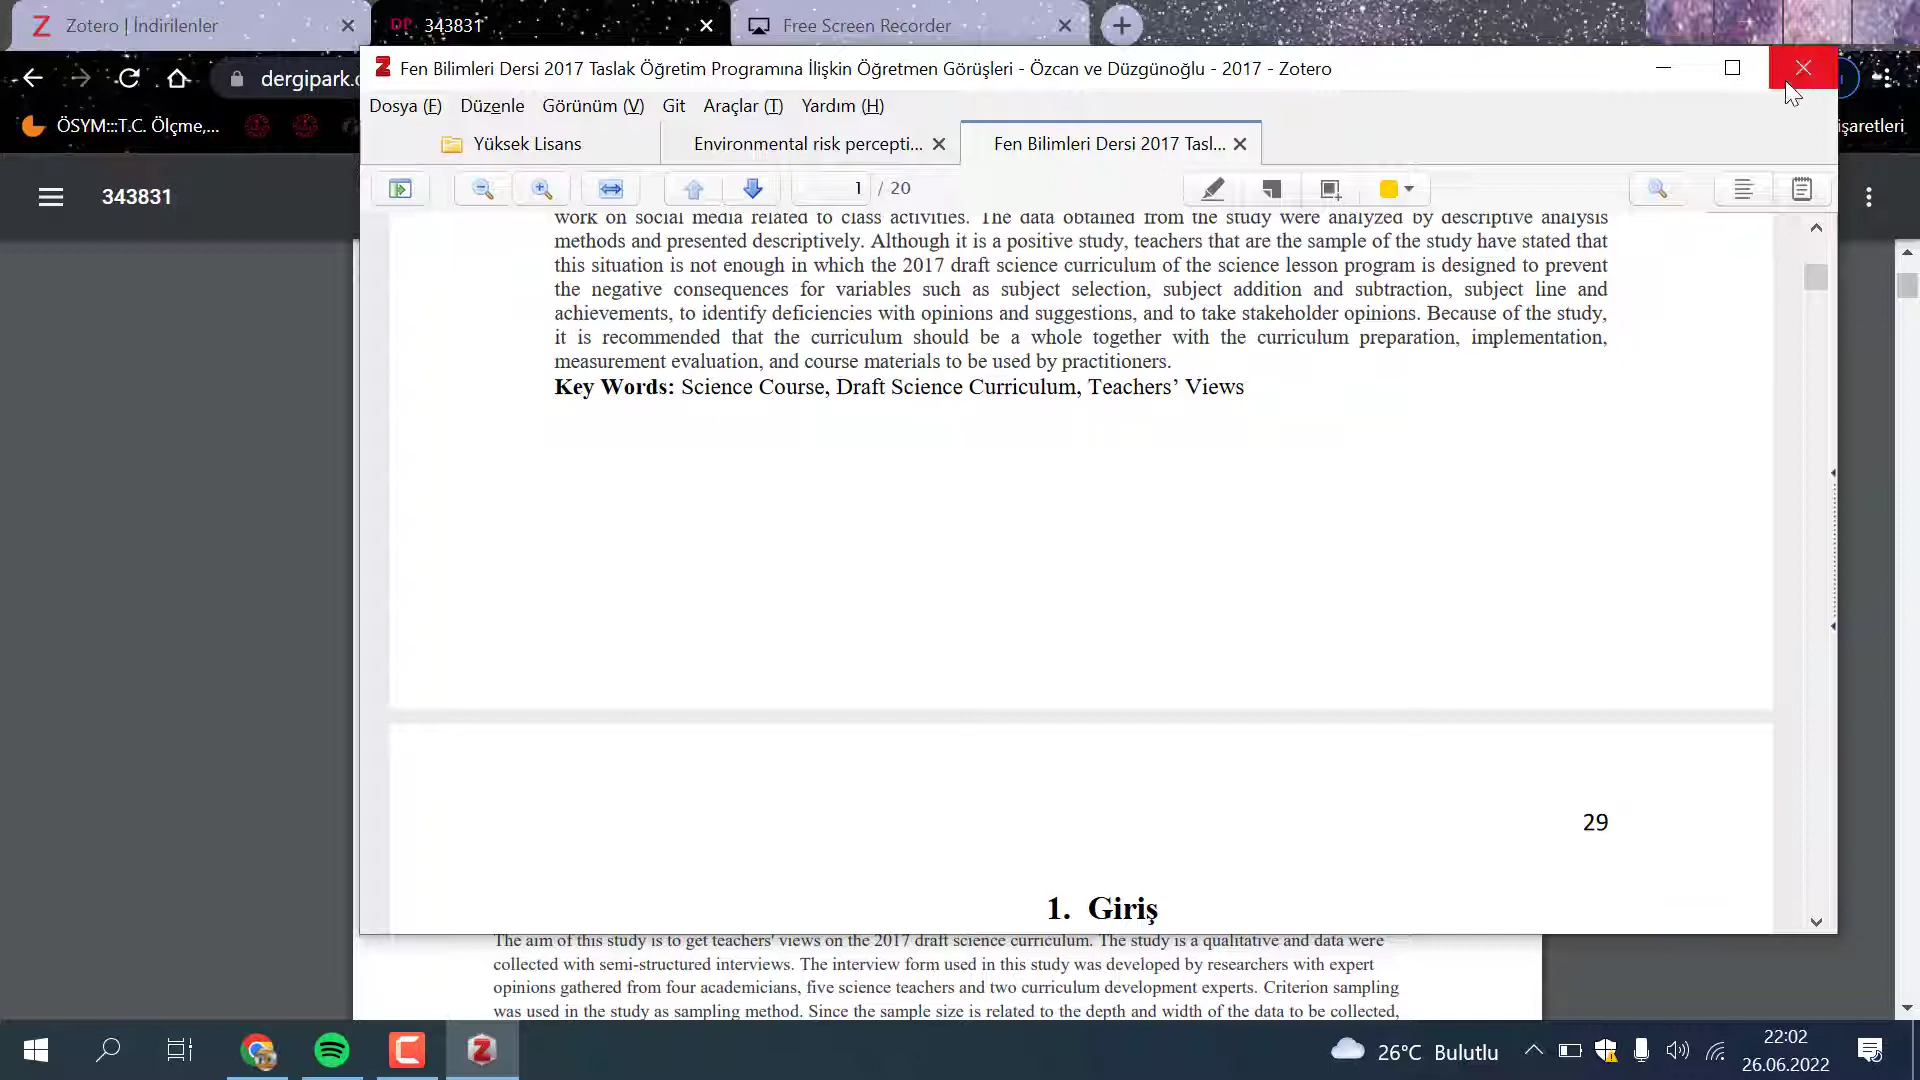 Zotero | İndirilenler
DP 343831
Free Screen Recorder
dergipark.
Fen Bilimleri Dersi 2017 Taslak Öğretim Programına İlişkin Öğretmen Görüşleri - Özcan ve Düzgünoğlu - 2017 - Zotero
ÖSYM:::T.C. Ölçme,...
işaretleri
Dosya (F) Düzenle Görünüm (V) Git Araçlar (T) Yardım (H)
Yüksek Lisans
Environmental risk percepti...
Fen Bilimleri Dersi 2017 Tasl...
343831
1 / 20
work on social media related to class activities. The data obtained from the study were analyzed by descriptive analysis
methods and presented descriptively. Although it is a positive study, teachers that are the sample of the study have stated that
this situation is not enough in which the 2017 draft science curriculum of the science lesson program is designed to prevent
the negative consequences for variables such as subject selection, subject addition and subtraction, subject line and
achievements, to identify deficiencies with opinions and suggestions, and to take stakeholder opinions. Because of the study,
it is recommended that the curriculum should be a whole together with the curriculum preparation, implementation,
measurement evaluation, and course materials to be used by practitioners.
Key Words: Science Course, Draft Science Curriculum, Teachers’ Views
29
1. Giriş
The aim of this study is to get teachers' views on the 2017 draft science curriculum. The study is a qualitative and data were
collected with semi-structured interviews. The interview form used in this study was developed by researchers with expert
opinions gathered from four academicians, five science teachers and two curriculum development experts. Criterion sampling
was used in the study as sampling method. Since the sample size is related to the depth and width of the data to be collected,
26°C Bulutlu
22:02
26.06.2022